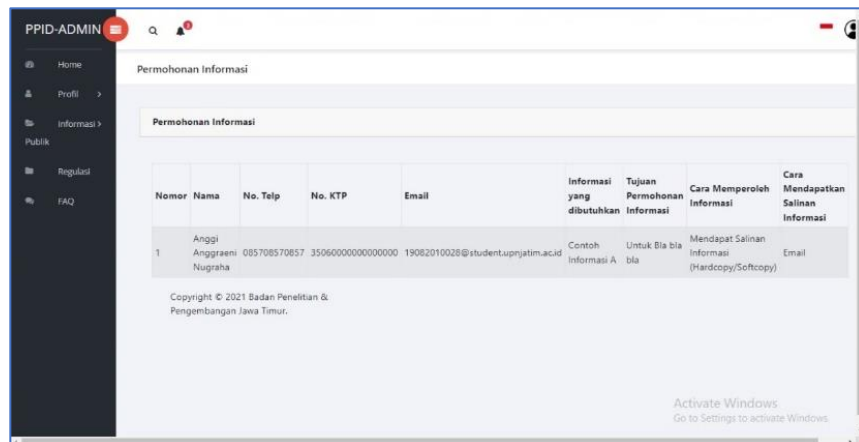 PPID-ADMIN
Home
Permohonan Informasi
Profil >
Informasi >
Publik
Permohonan Informasi
Regulasi
FAQ
Nomor Nama No. Telp No. KTP Email Informasi yang dibutuhkan Tujuan Permohonan Informasi Cara Memperoleh Informasi Cara Mendapatkan Salinan Informasi
1 Anggi Anggraeni Nugraha 085708570857 35060000000000000 19082010028@student.upnjatim.ac.id Contoh Informasi A Untuk Bla bla bla Mendapat Salinan Informasi (Hardcopy/Softcopy) Email
Copyright © 2021 Badan Penelitian &
Pengembangan Jawa Timur.
Activate Windows
Go to Settings to activate Windows.